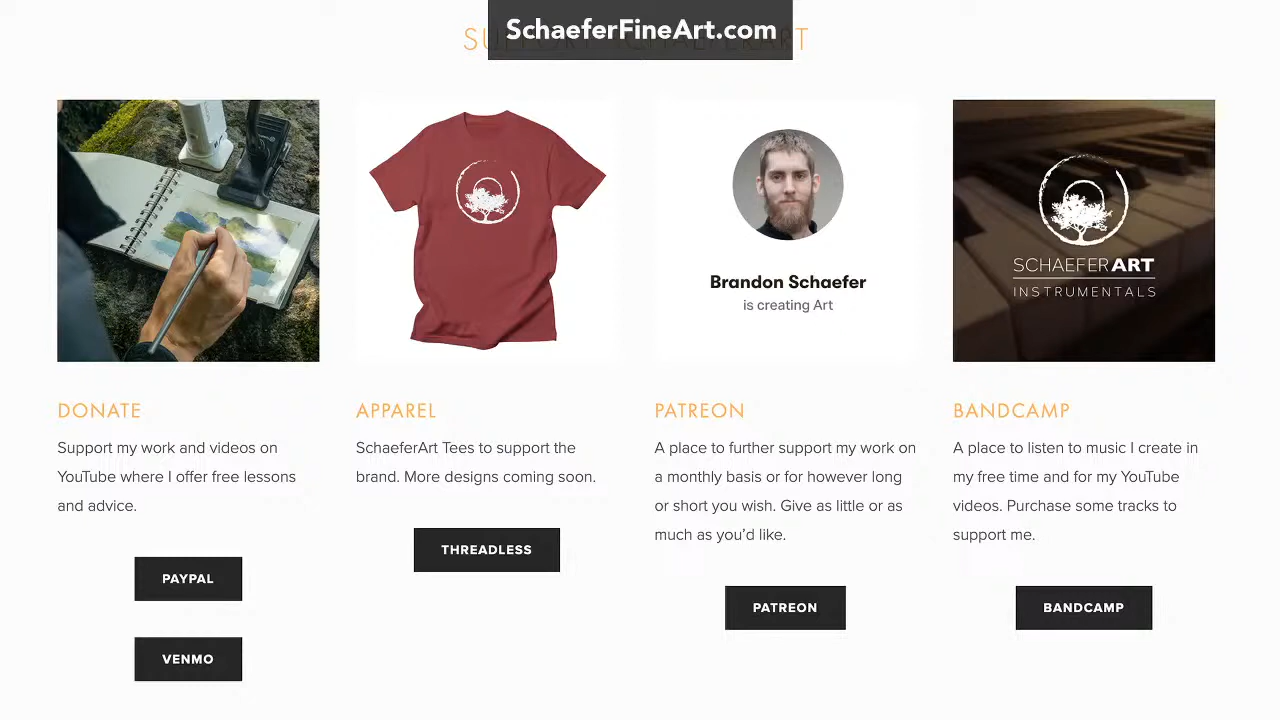 SchaeferFineArt.com
SCHAEFERART
INSTRUMENTALS
Brandon Schaefer
is creating Art
DONATE
Support my work and videos on
YouTube where I offer free lessons
and advice.
PAYPAL
VENMO
APPAREL
SchaeferArt Tees to support the
brand. More designs coming soon.
THREADLESS
PATREON
A place to further support my work on
a monthly basis or for however long
or short you wish. Give as little or as
much as you’d like.
PATREON
BANDCAMP
A place to listen to music I create in
my free time and for my YouTube
videos. Purchase some tracks to
support me.
BANDCAMP